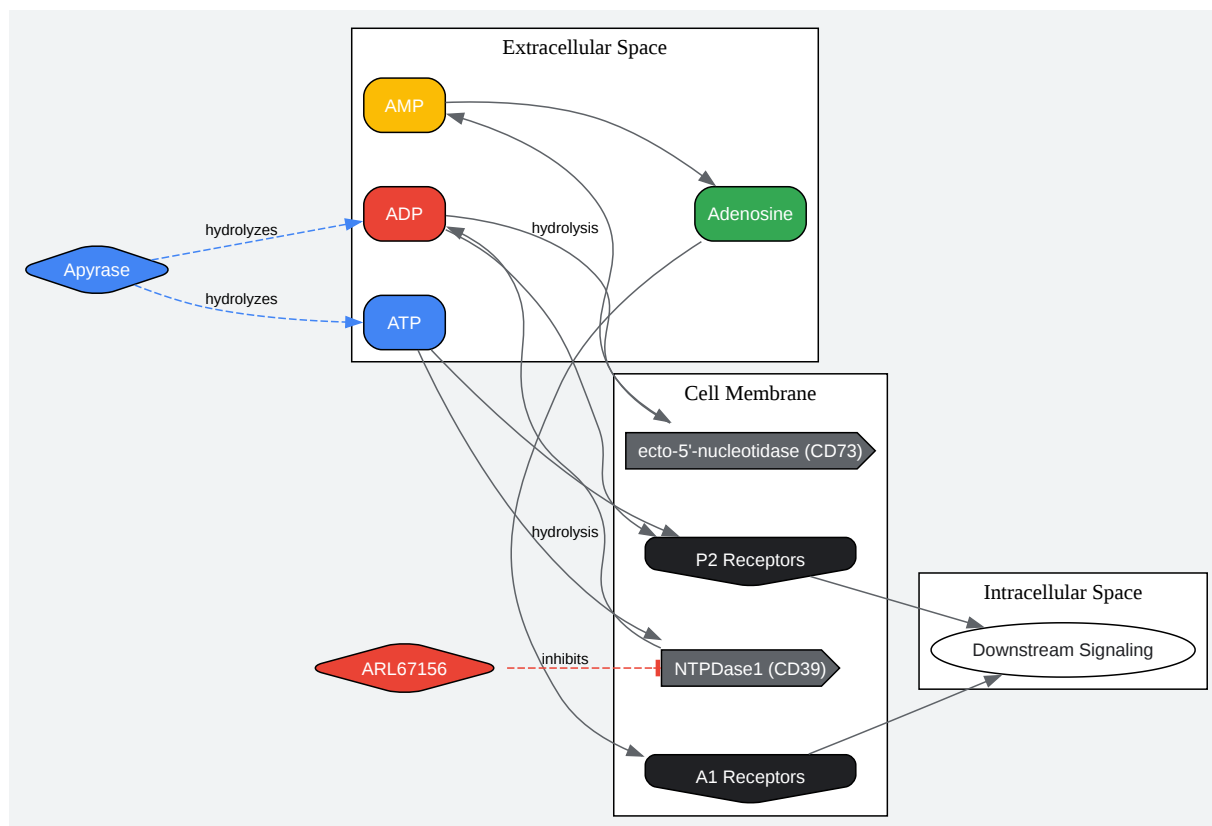 Extracellular Space
AMP
ADP
Adenosine
hydrolysis
hydrolyzes
Apyrase
hydrolyzes
ATP
Cell Membrane
ecto-5'-nucleotidase (CD73)
hydrolysis
P2 Receptors
Intracellular Space
Downstream Signaling
inhibits
ARL67156
NTPDase1 (CD39)
A1 Receptors